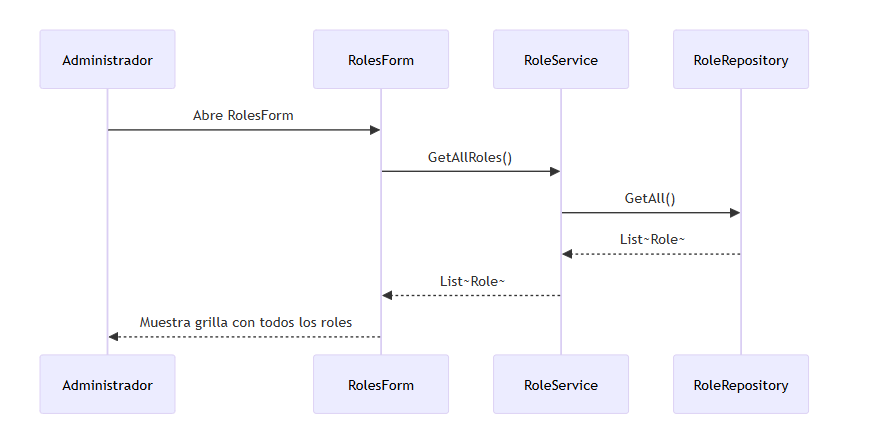 Administrador
RolesForm
RoleService
RoleRepository
Abre RolesForm
GetAllRoles()
GetAll()
List~Role~
List~Role~
Muestra grilla con todos los roles
Administrador
RolesForm
RoleService
RoleRepository